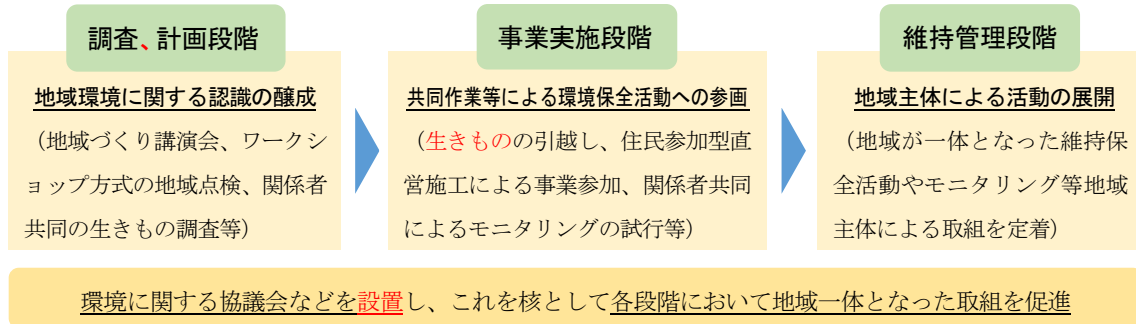 調査、計画段階
地域環境に関する認識の醸成
（地域づくり講演会、ワークシ
ョップ方式の地域点検、関係者
共同の生きもの調査等）
事業実施段階
共同作業等による環境保全活動への参画
（生きものの引越し、住民参加型直
営施工による事業参加、関係者共同
によるモニタリングの試行等）
維持管理段階
地域主体による活動の展開
（地域が一体となった維持保
全活動やモニタリング等地域
主体による取組を定着）
環境に関する協議会などを設置し、これを核として各段階において地域一体となった取組を促進